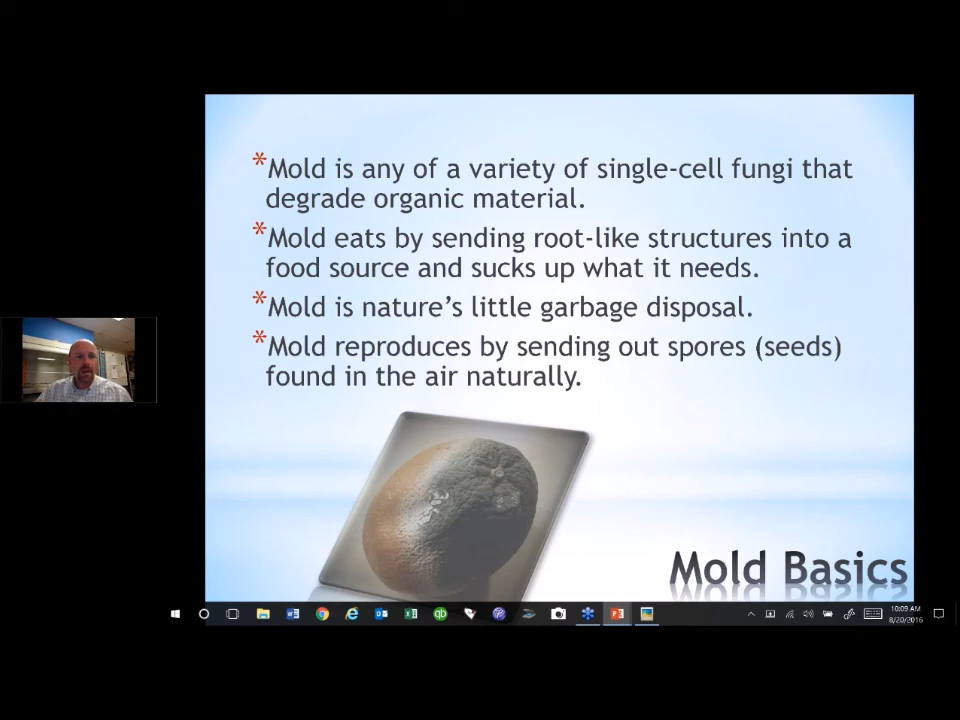 *Mold is any of a variety of single-cell fungi that
degrade organic material.
*Mold eats by sending root-like structures into a
food source and sucks up what it needs.
*Mold is nature’s little garbage disposal.
*Mold reproduces by sending out spores (seeds)
found in the air naturally.
Mold Basics
10:09 AM
8/20/2016